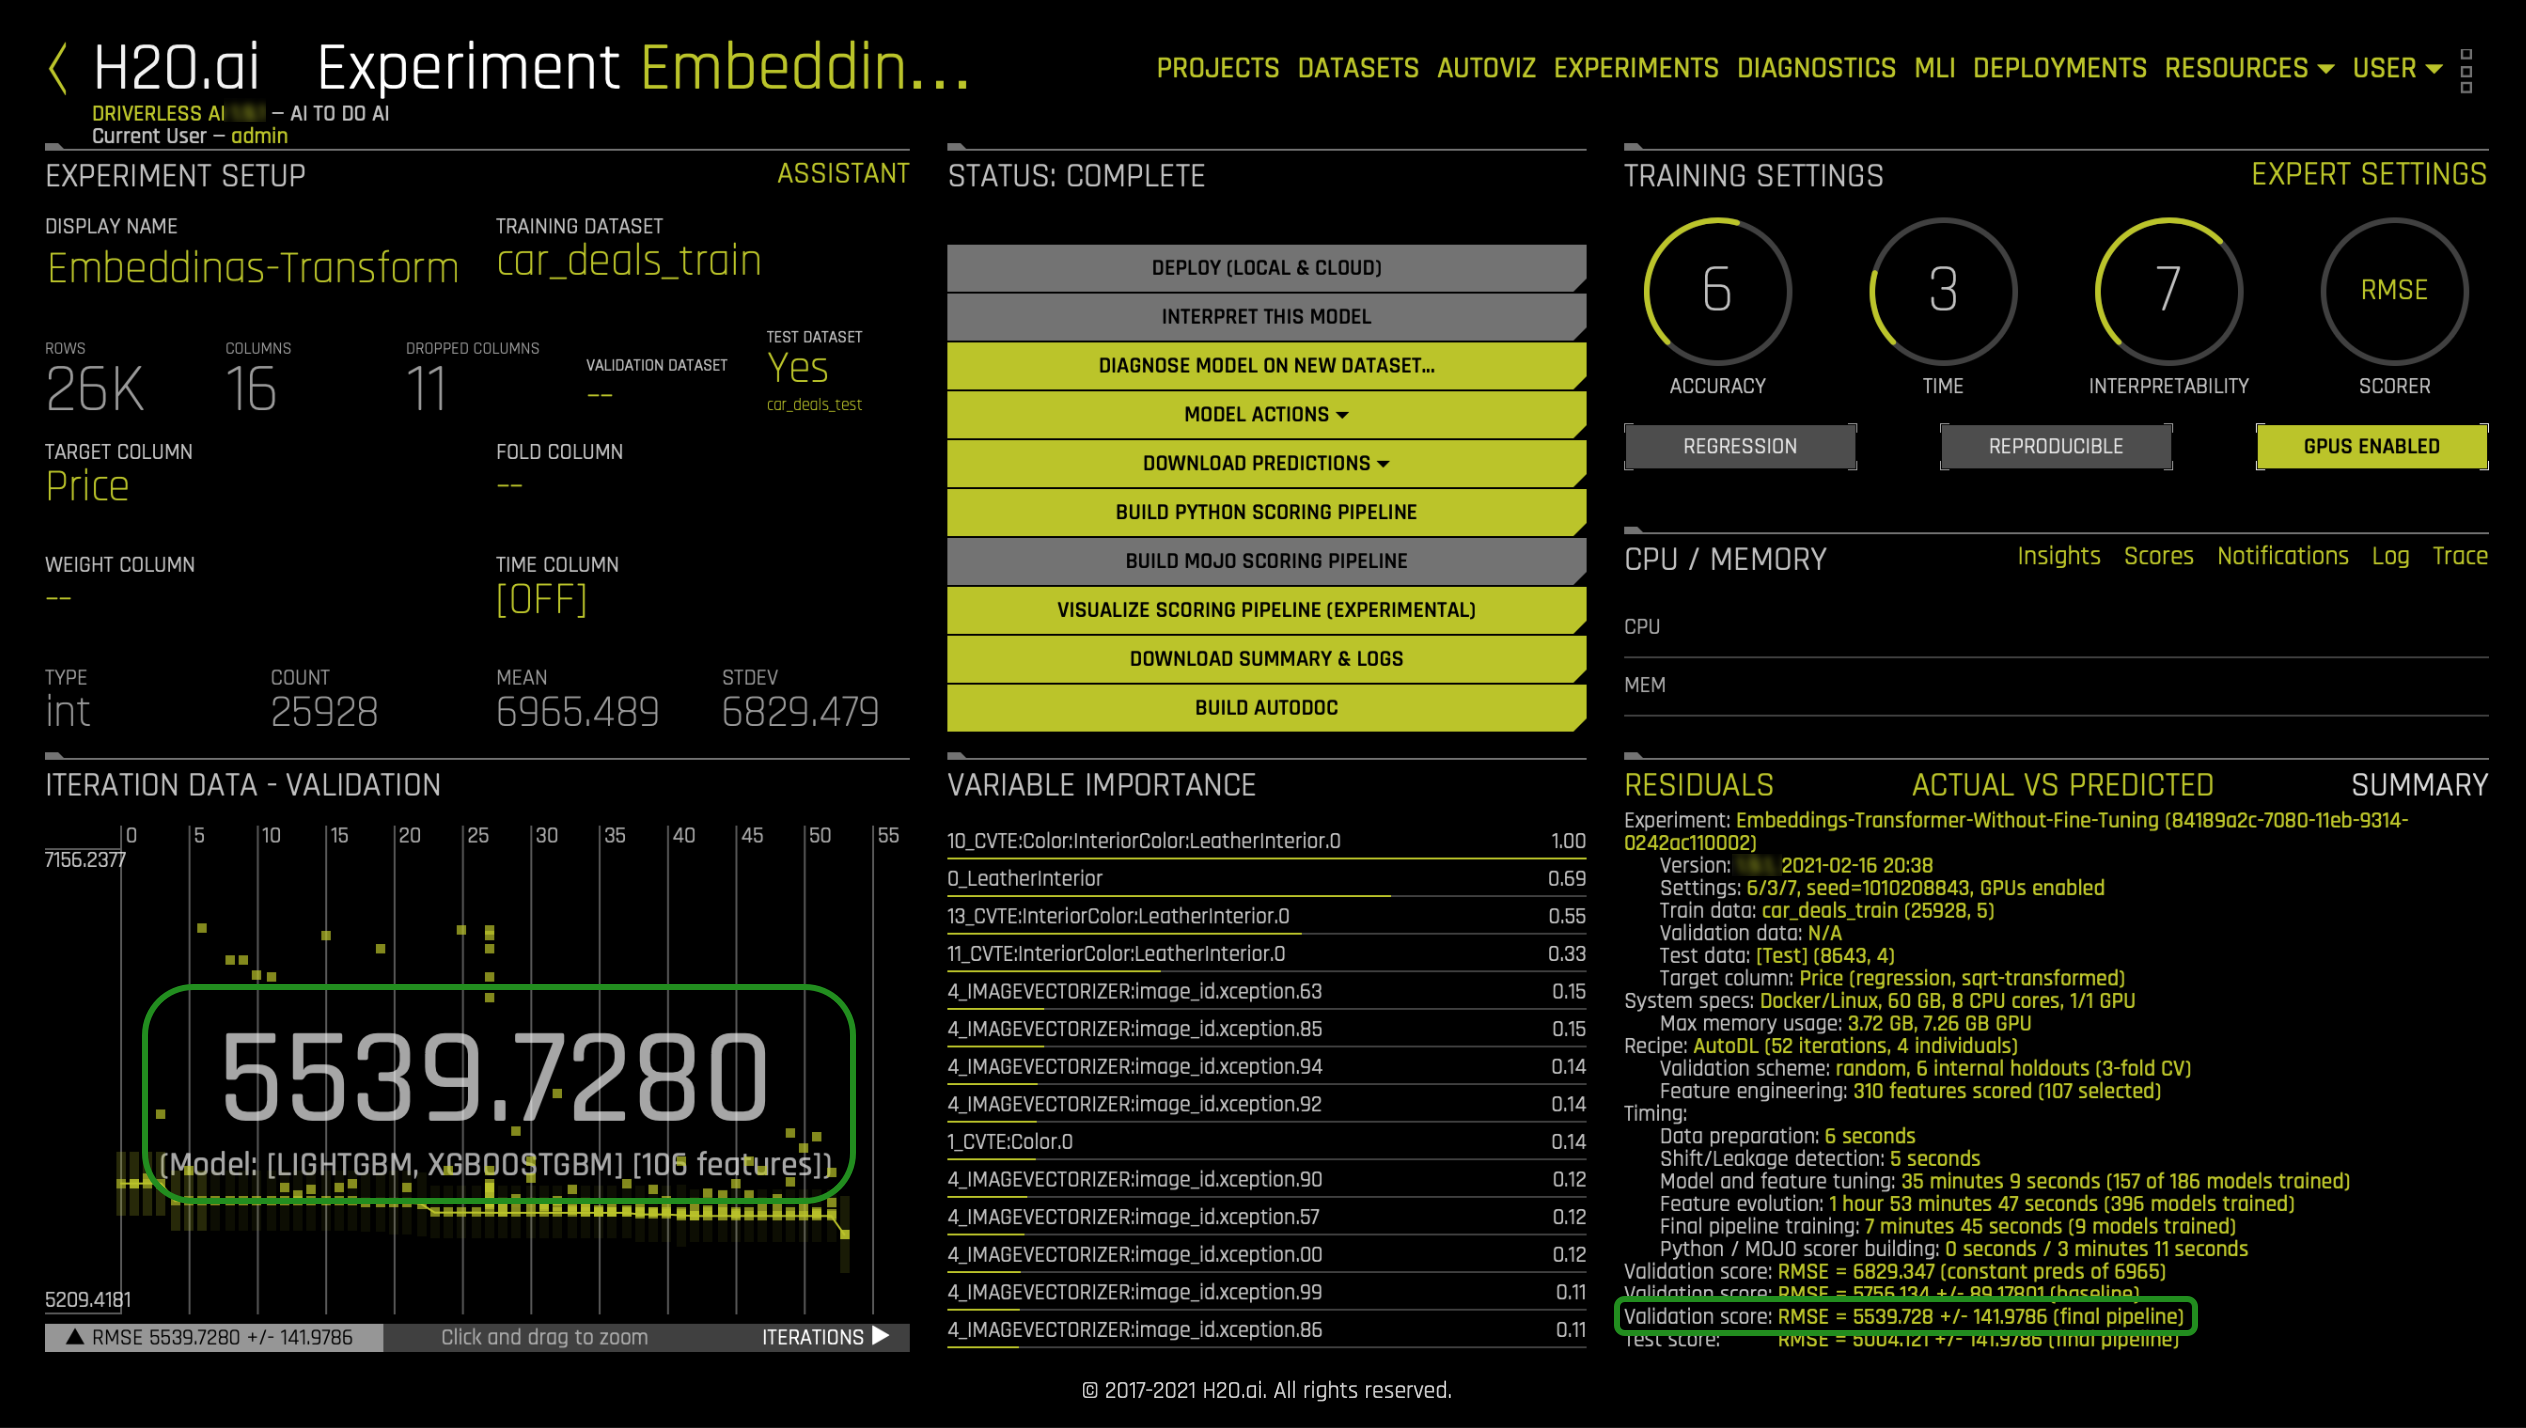 H2O.ai Experiment Embeddin...
PROJECTS DATASETS AUTOVIZ EXPERIMENTS DIAGNOSTICS MLI DEPLOYMENTS RESOURCES USER
DRIVERLESS AI — AI TO DO AI
Current User — admin
EXPERIMENT SETUP
ASSISTANT
DISPLAY NAME
Embeddings-Transform
TRAINING DATASET
car_deals_train
ROWS
26K
COLUMNS
16
DROPPED COLUMNS
11
VALIDATION DATASET
--
TEST DATASET
Yes
car_deals_test
TARGET COLUMN
Price
FOLD COLUMN
--
WEIGHT COLUMN
--
TIME COLUMN
[OFF]
TYPE
int
COUNT
25928
MEAN
6965.489
STDEV
6829.479
STATUS: COMPLETE
DEPLOY (LOCAL & CLOUD)
INTERPRET THIS MODEL
DIAGNOSE MODEL ON NEW DATASET...
MODEL ACTIONS
DOWNLOAD PREDICTIONS
BUILD PYTHON SCORING PIPELINE
BUILD MOJO SCORING PIPELINE
VISUALIZE SCORING PIPELINE (EXPERIMENTAL)
DOWNLOAD SUMMARY & LOGS
BUILD AUTODOC
TRAINING SETTINGS
EXPERT SETTINGS
6
ACCURACY
3
TIME
7
INTERPRETABILITY
RMSE
SCORER
REGRESSION
REPRODUCIBLE
GPUS ENABLED
CPU / MEMORY
Insights Scores Notifications Log Trace
CPU
MEM
ITERATION DATA - VALIDATION
0 5 10 15 20 25 30 35 40 45 50 55
7156.2377
5539.7280
(Model: [LIGHTGBM, XGBOOSTGBM] [106 features])
5209.4181
RMSE 5539.7280 +/- 141.9786
Click and drag to zoom
ITERATIONS
VARIABLE IMPORTANCE
10_CVTE:Color:InteriorColor:LeatherInterior.0 1.00
0_LeatherInterior 0.69
13_CVTE:InteriorColor:LeatherInterior.0 0.55
11_CVTE:InteriorColor:LeatherInterior.0 0.33
4_IMAGEVECTORIZER:image_id.xception.63 0.15
4_IMAGEVECTORIZER:image_id.xception.85 0.15
4_IMAGEVECTORIZER:image_id.xception.94 0.14
4_IMAGEVECTORIZER:image_id.xception.92 0.14
1_CVTE:Color.0 0.14
4_IMAGEVECTORIZER:image_id.xception.90 0.12
4_IMAGEVECTORIZER:image_id.xception.57 0.12
4_IMAGEVECTORIZER:image_id.xception.00 0.12
4_IMAGEVECTORIZER:image_id.xception.99 0.11
4_IMAGEVECTORIZER:image_id.xception.86 0.11
RESIDUALS
ACTUAL VS PREDICTED
SUMMARY
Experiment: Embeddings-Transformer-Without-Fine-Tuning (84189a2c-7080-11eb-9314-
0242ac110002)
Version: 2021-02-16 20:38
Settings: 6/3/7, seed=1010208843, GPUs enabled
Train data: car_deals_train (25928, 5)
Validation data: N/A
Test data: [Test] (8643, 4)
Target column: Price (regression, sqrt-transformed)
System specs: Docker/Linux, 60 GB, 8 CPU cores, 1/1 GPU
Max memory usage: 3.72 GB, 7.26 GB GPU
Recipe: AutoDL (52 iterations, 4 individuals)
Validation scheme: random, 6 internal holdouts (3-fold CV)
Feature engineering: 310 features scored (107 selected)
Timing:
Data preparation: 6 seconds
Shift/Leakage detection: 5 seconds
Model and feature tuning: 35 minutes 9 seconds (157 of 186 models trained)
Feature evolution: 1 hour 53 minutes 47 seconds (396 models trained)
Final pipeline training: 7 minutes 45 seconds (9 models trained)
Python / MOJO scorer building: 0 seconds / 3 minutes 11 seconds
Validation score: RMSE = 6829.347 (constant preds of 6965)
Validation score: RMSE = 5756.134 +/- 89.17801 (baseline)
Validation score: RMSE = 5539.728 +/- 141.9786 (final pipeline)
Test score: RMSE = 5004.121 +/- 141.9786 (final pipeline)
© 2017-2021 H2O.ai. All rights reserved.